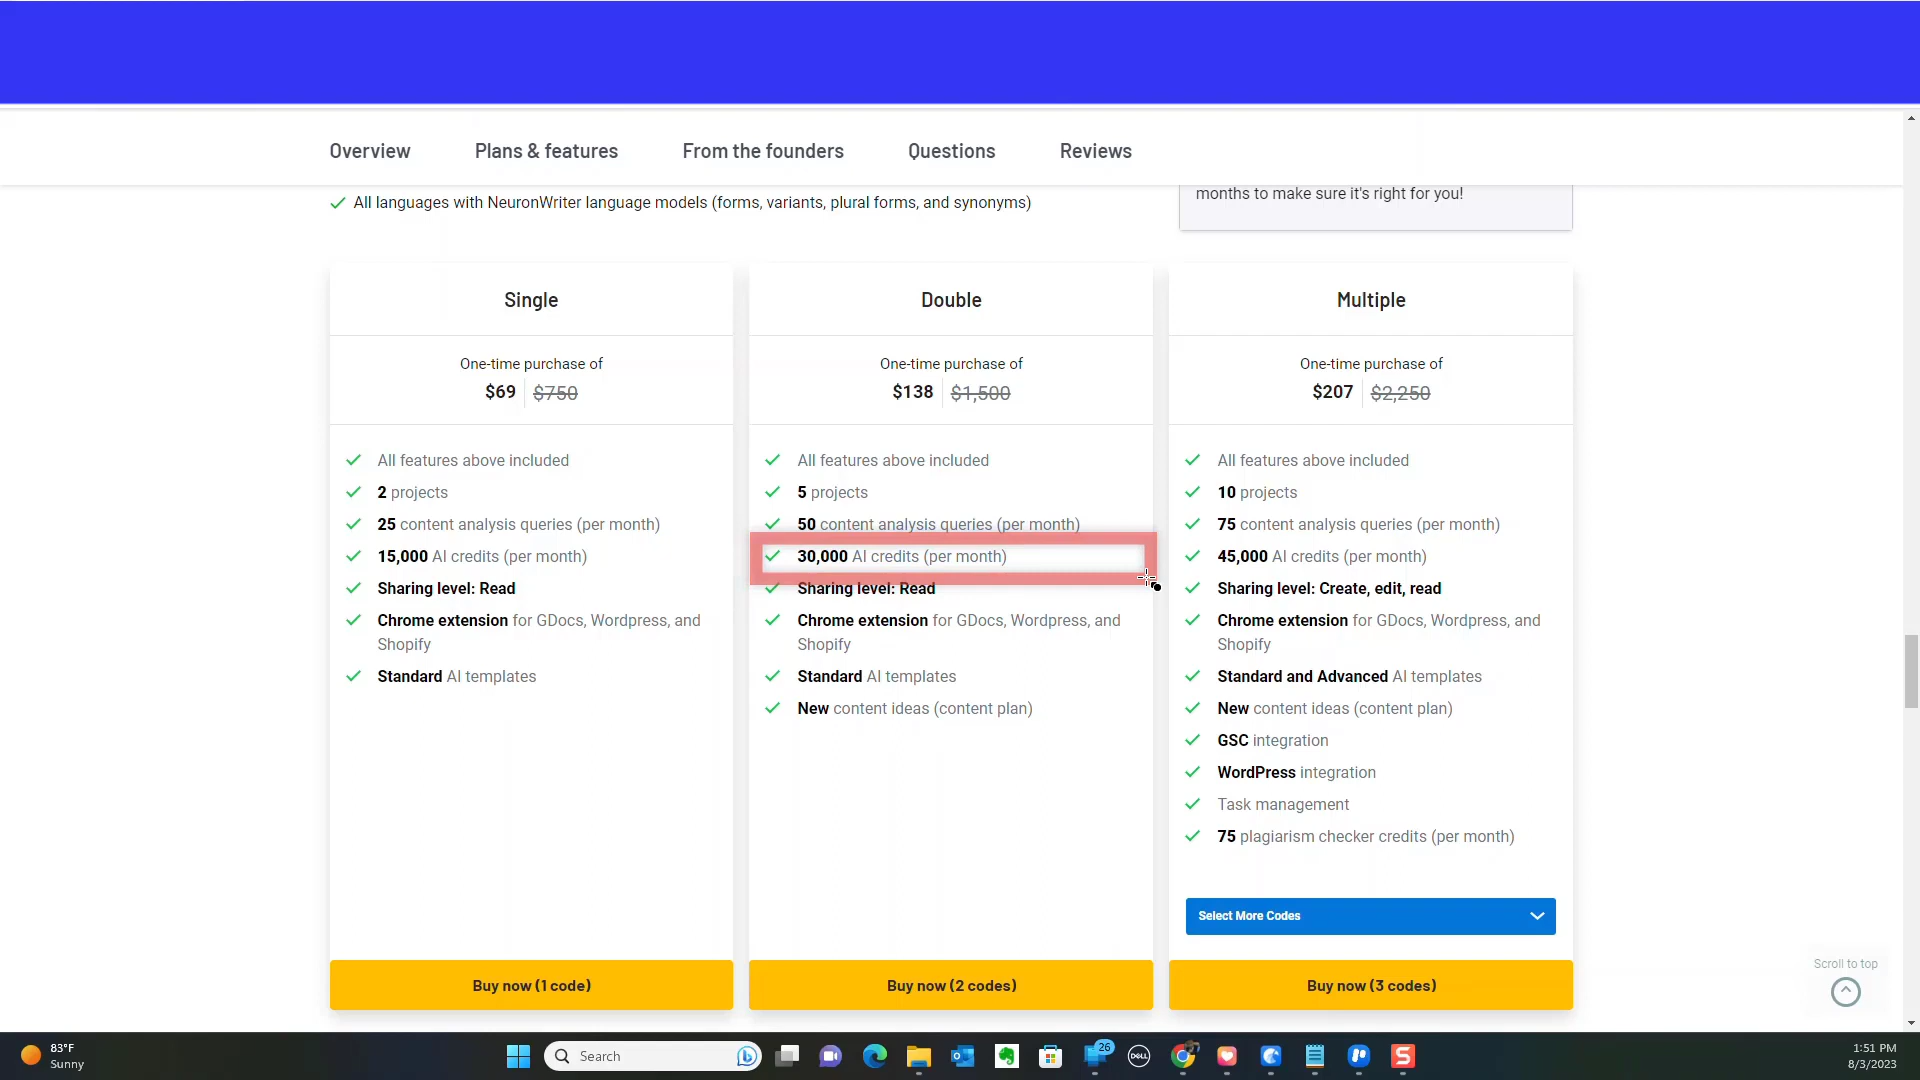 Overview Plans & features From the founders Questions Reviews
All languages with NeuronWriter language models (forms, variants, plural forms, and synonyms)
months to make sure it's right for you!
Single
One-time purchase of
$69 $750
All features above included
2 projects
25 content analysis queries (per month)
15,000 AI credits (per month)
Sharing level: Read
Chrome extension for GDocs, Wordpress, and
Shopify
Standard AI templates
Buy now (1 code)
Double
One-time purchase of
$138 $1,500
All features above included
5 projects
50 content analysis queries (per month)
30,000 AI credits (per month)
Sharing level: Read
Chrome extension for GDocs, Wordpress, and
Shopify
Standard AI templates
New content ideas (content plan)
Buy now (2 codes)
Multiple
One-time purchase of
$207 $2,250
All features above included
10 projects
75 content analysis queries (per month)
45,000 AI credits (per month)
Sharing level: Create, edit, read
Chrome extension for GDocs, Wordpress, and
Shopify
Standard and Advanced AI templates
New content ideas (content plan)
GSC integration
WordPress integration
Task management
75 plagiarism checker credits (per month)
Select More Codes
Buy now (3 codes)
Scroll to top
83°F
Sunny
Search
26
DELL
1:51 PM
8/3/2023